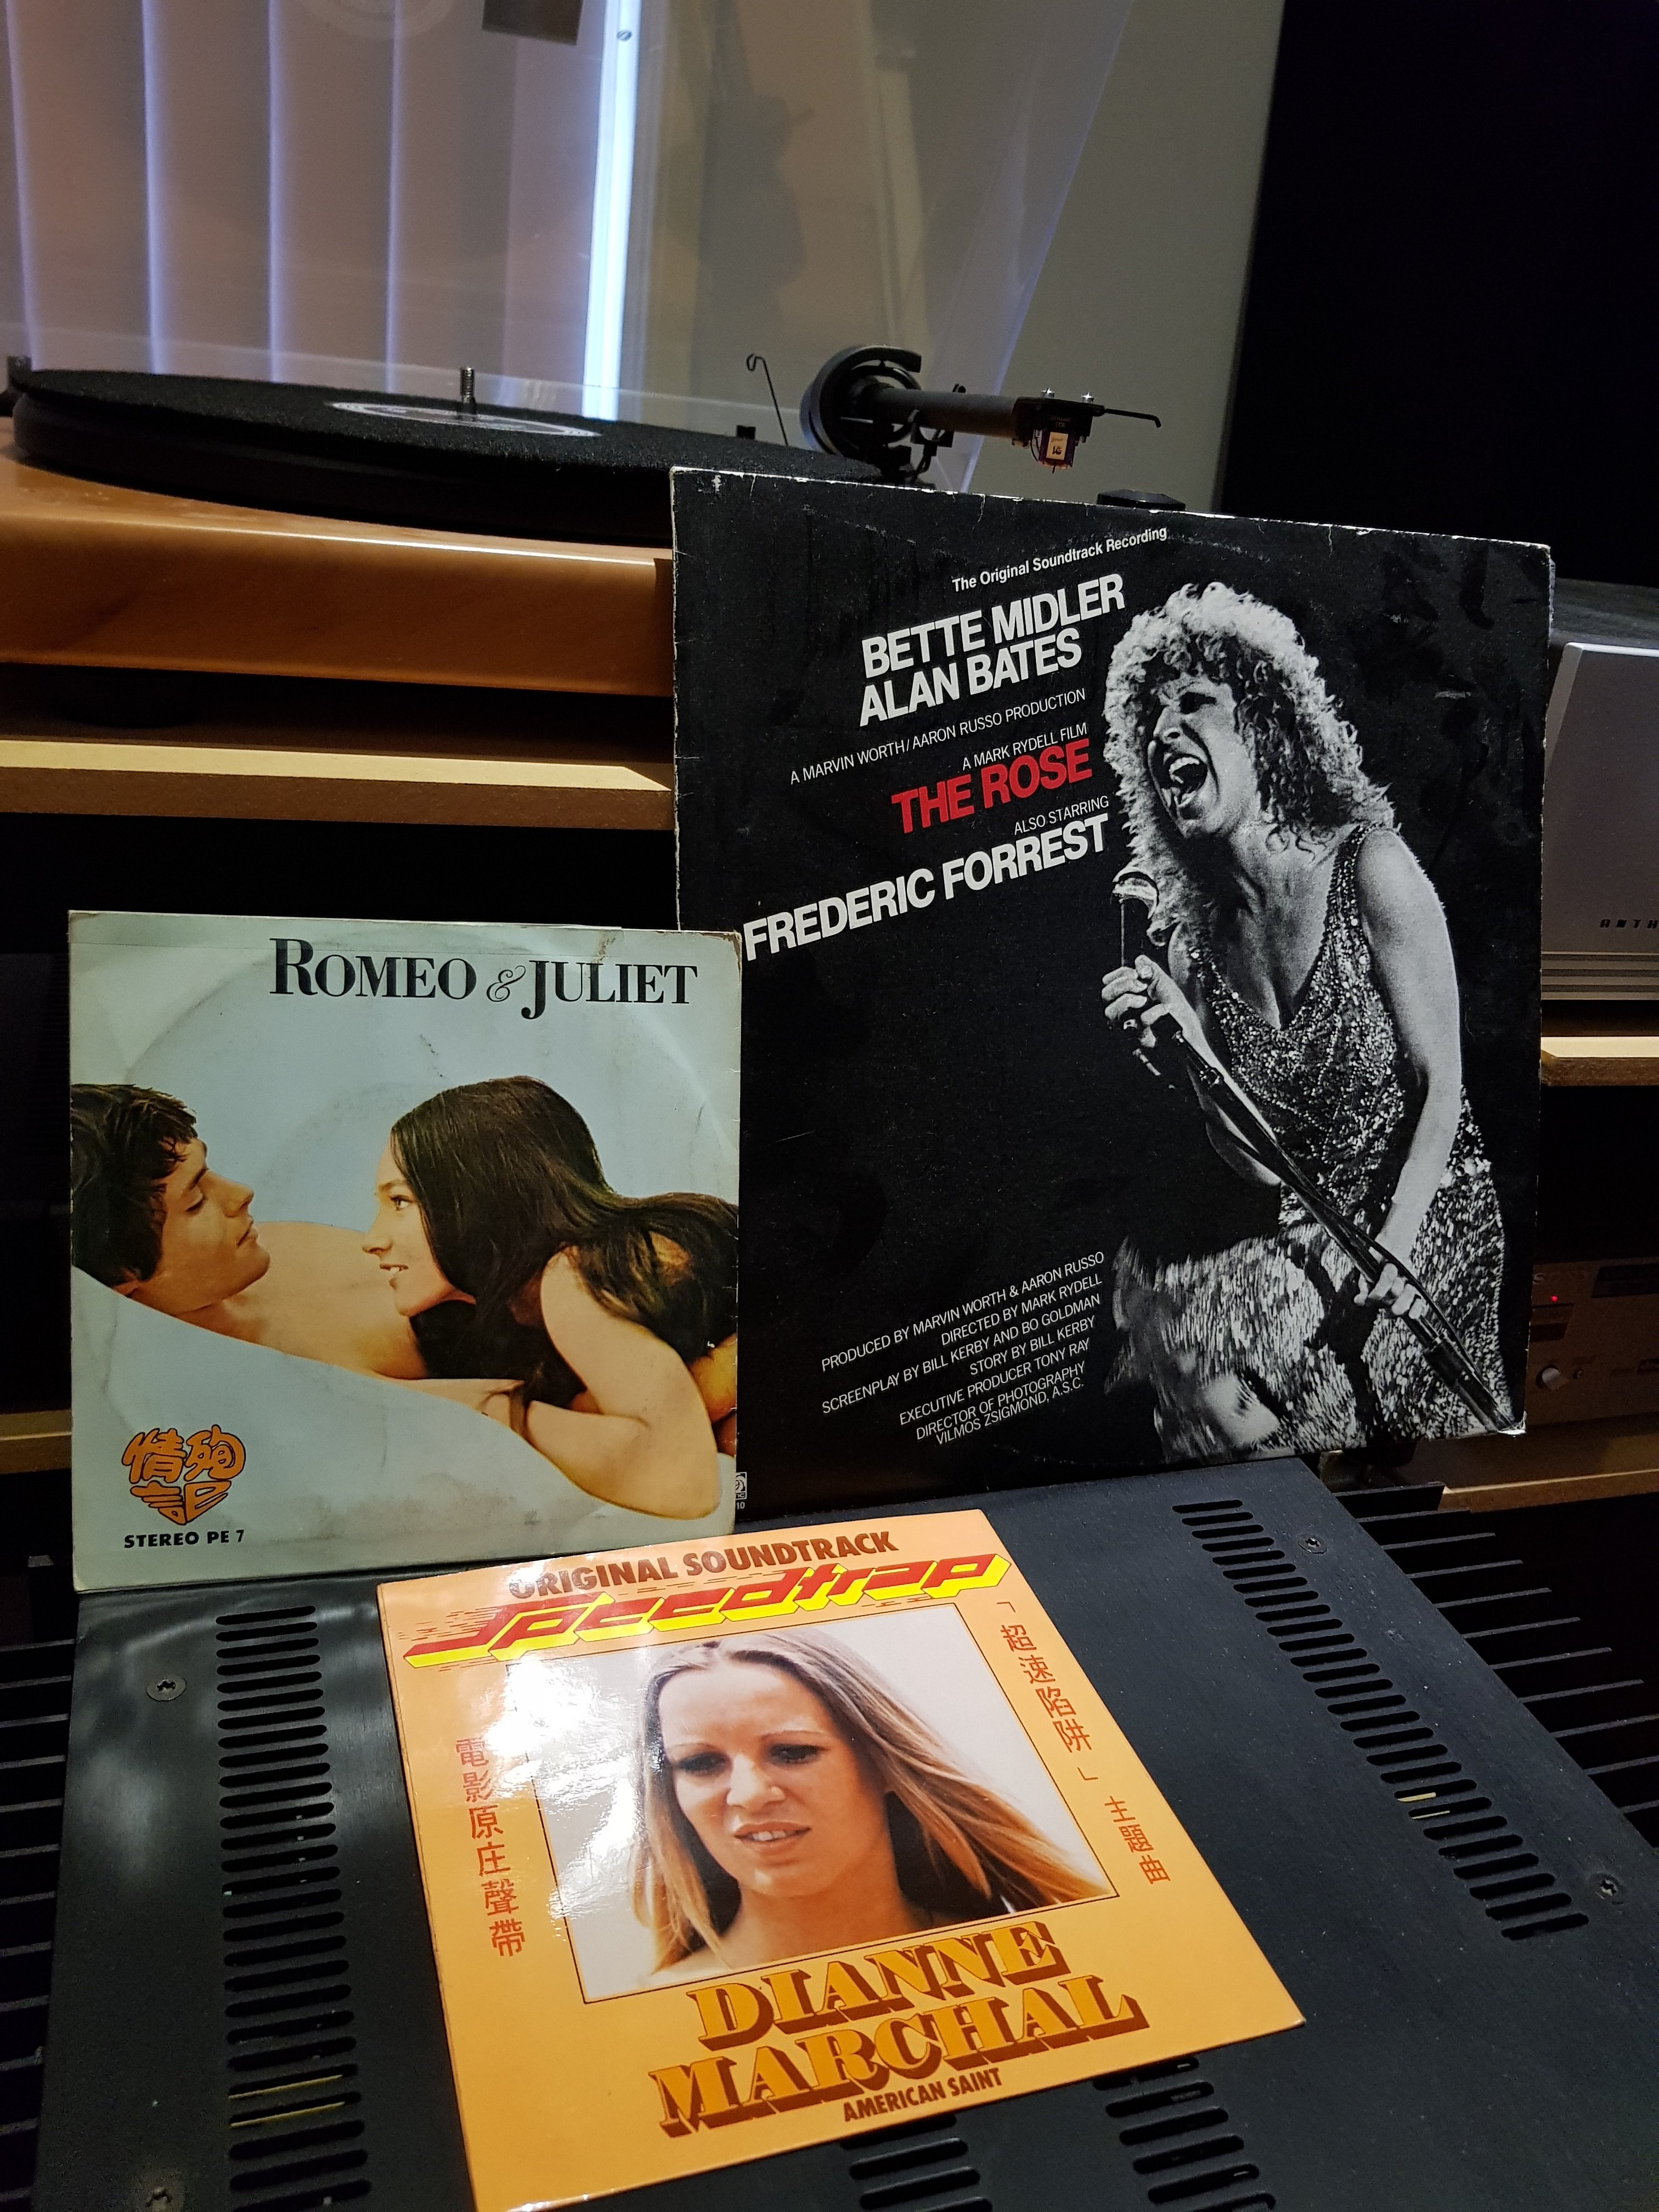 The Original Soundtrack Recording
BETTE MIDLER
ALAN BATES
A MARVIN WORTH/AARON RUSSO PRODUCTION
A MARK RYDELL FILM
THE ROSE
ALSO STARRING
FREDERIC FORREST
PRODUCED BY MARVIN WORTH & AARON RUSSO
DIRECTED BY MARK RYDELL
SCREENPLAY BY BILL KERBY AND BO GOLDMAN
STORY BY BILL KERBY
EXECUTIVE PRODUCER TONY RAY
DIRECTOR OF PHOTOGRAPHY
VILMOS ZSIGMOND, A.S.C.
10
ROMEO & JULIET
殉情記
STEREO PE 7
ORIGINAL SOUNDTRACK
Speedtrap
「超速陷阱」主題曲
電影原庄聲帶
DIANNE
MARCHAL
AMERICAN SAINT